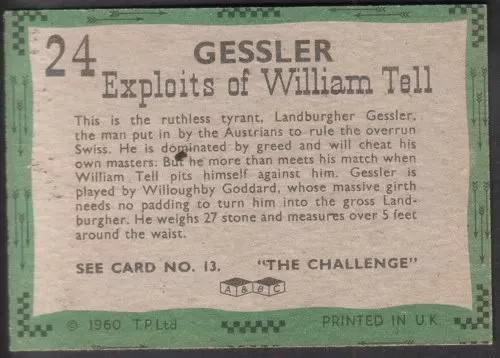 24
GESSLER
Exploits of William Tell
This is the ruthless tyrant, Landburgher Gessler,
the man put in by the Austrians to rule the overrun
Swiss. He is dominated by greed and will cheat his
own masters. But he more than meets his match when
William Tell pits himself against him. Gessler is
played by Willoughby Goddard, whose massive girth
needs no padding to turn him into the gross Land-
burgher. He weighs 27 stone and measures over 5 feet
around the waist.
SEE CARD NO. 13. "THE CHALLENGE"
A & B C
© 1960 T.P.Ltd PRINTED IN U.K.